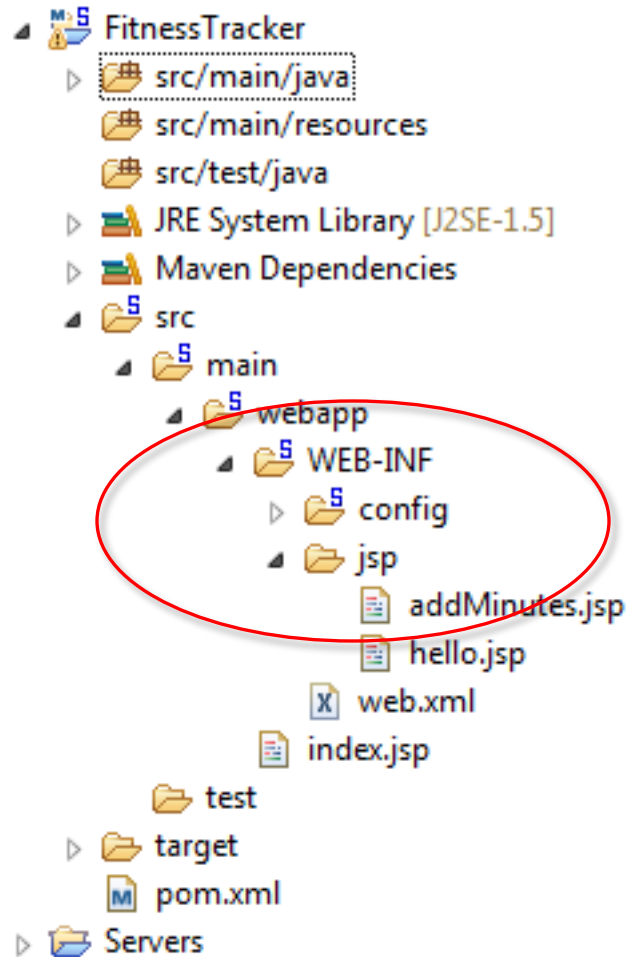 FitnessTracker
src/main/java
src/main/resources
src/test/java
JRE System Library [J2SE-1.5]
Maven Dependencies
src
main
webapp
WEB-INF
config
jsp
addMinutes.jsp
hello.jsp
web.xml
index.jsp
test
target
pom.xml
Servers